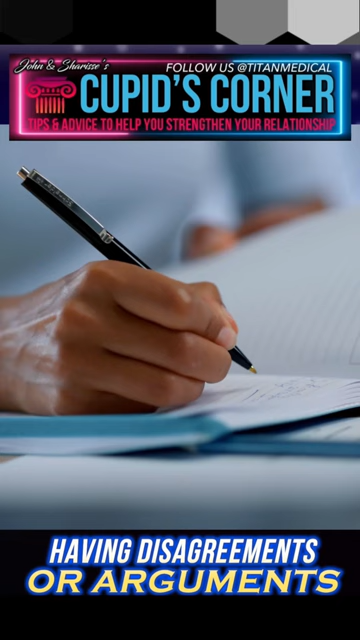 John & Sharisse's
FOLLOW US @TITANMEDICAL
CUPID'S CORNER
TIPS & ADVICE TO HELP YOU STRENGTHEN YOUR RELATIONSHIP
HAVING DISAGREEMENTS
OR ARGUMENTS